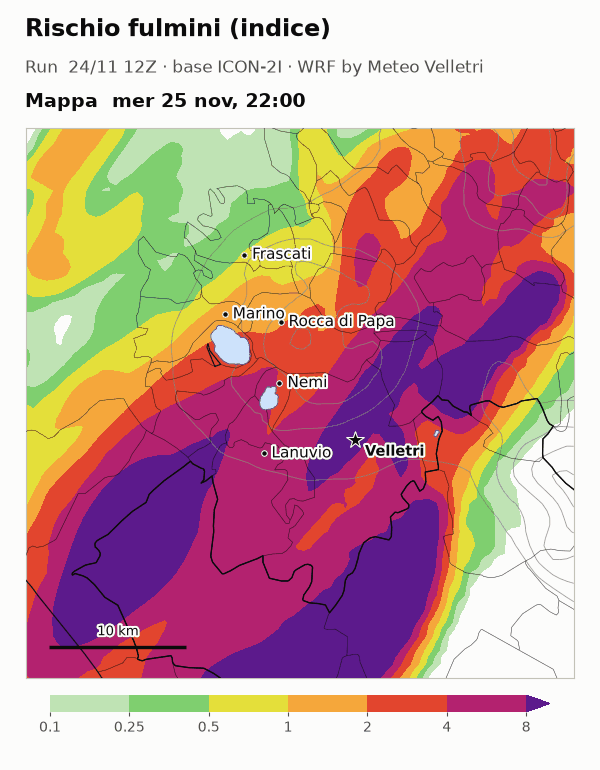 Rischio fulmini (indice)
Run  24/11 12Z · base ICON-2I · WRF by Meteo Velletri
Mappa  mer 25 nov, 22:00
Frascati
Marino
Rocca di Papa
Nemi
Velletri
Lanuvio
10 km
0.1 0.25 0.5 1 2 4 8